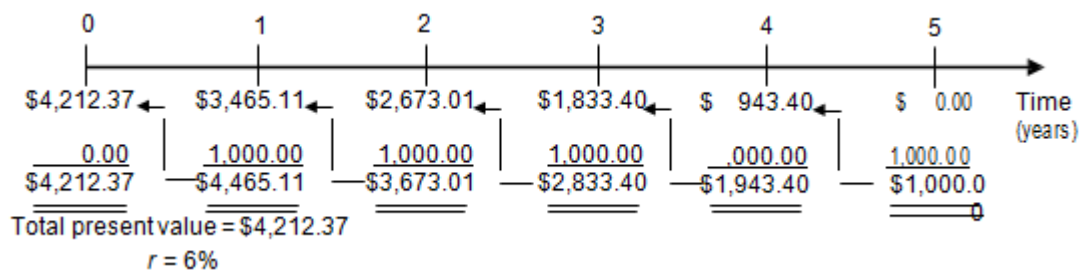 0 1 2 3 4 5
$4,212.37 $3,465.11 $2,673.01 $1,833.40 $ 943.40 $ 0.00 Time
(years)
0.00 1,000.00 1,000.00 1,000.00 ,000.00 1,000.00
$4,212.37 $4,465.11 $3,673.01 $2,833.40 $1,943.40 $1,000.0
0
Total present value = $4,212.37
r = 6%